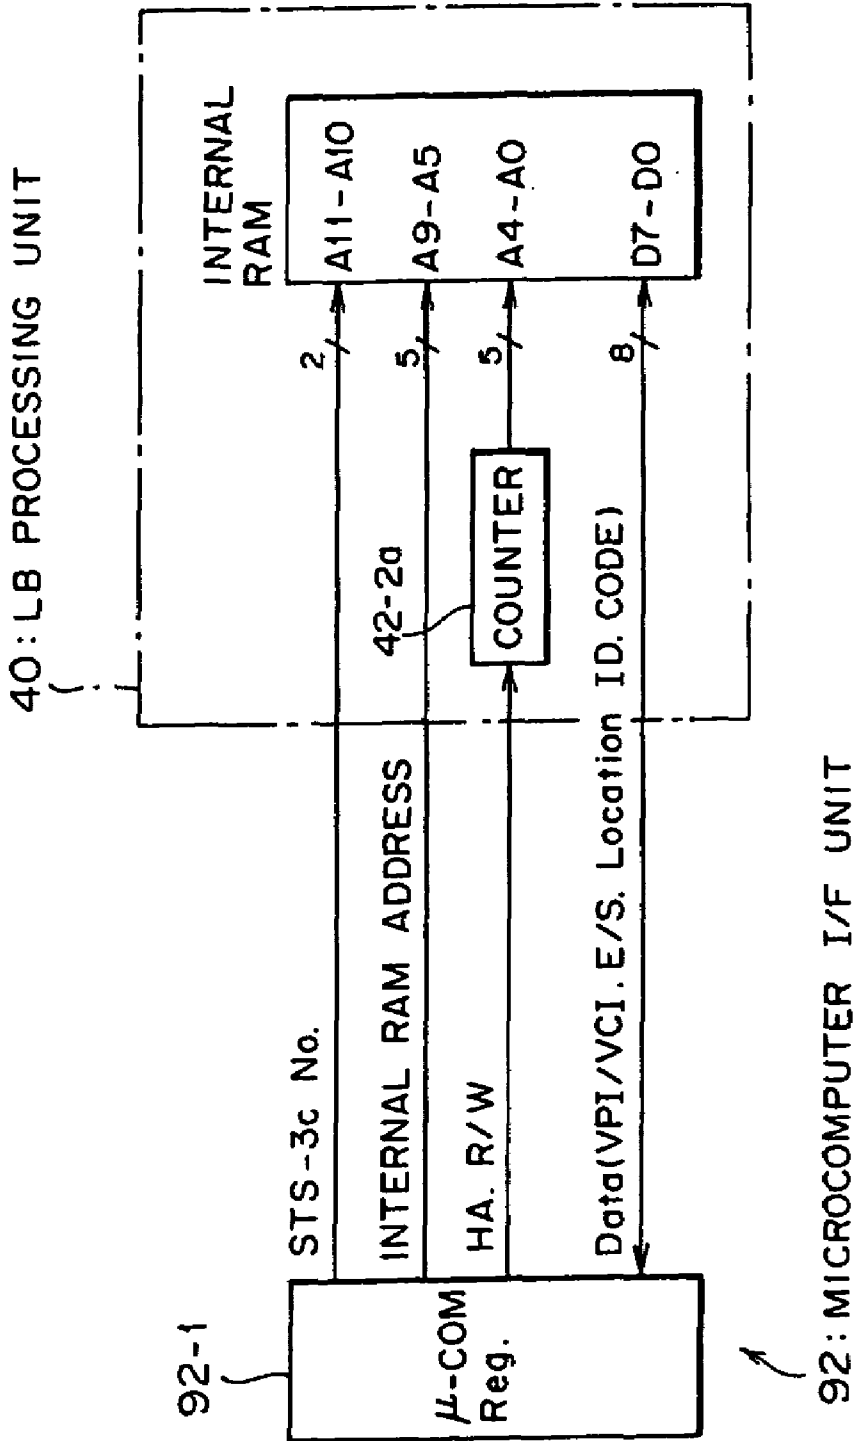 40:LB PROCESSING UNIT
INTERNAL
RAM
92-1
μ-COM
Reg.
STS-3c No.
2
A11-A10
INTERNAL RAM ADDRESS
5
A9-A5
HA. R/W
42-2a
COUNTER
5
A4-A0
Data(VPI/VCI. E/S. Location ID. CODE)
8
D7-D0
92:MICROCOMPUTER I/F UNIT